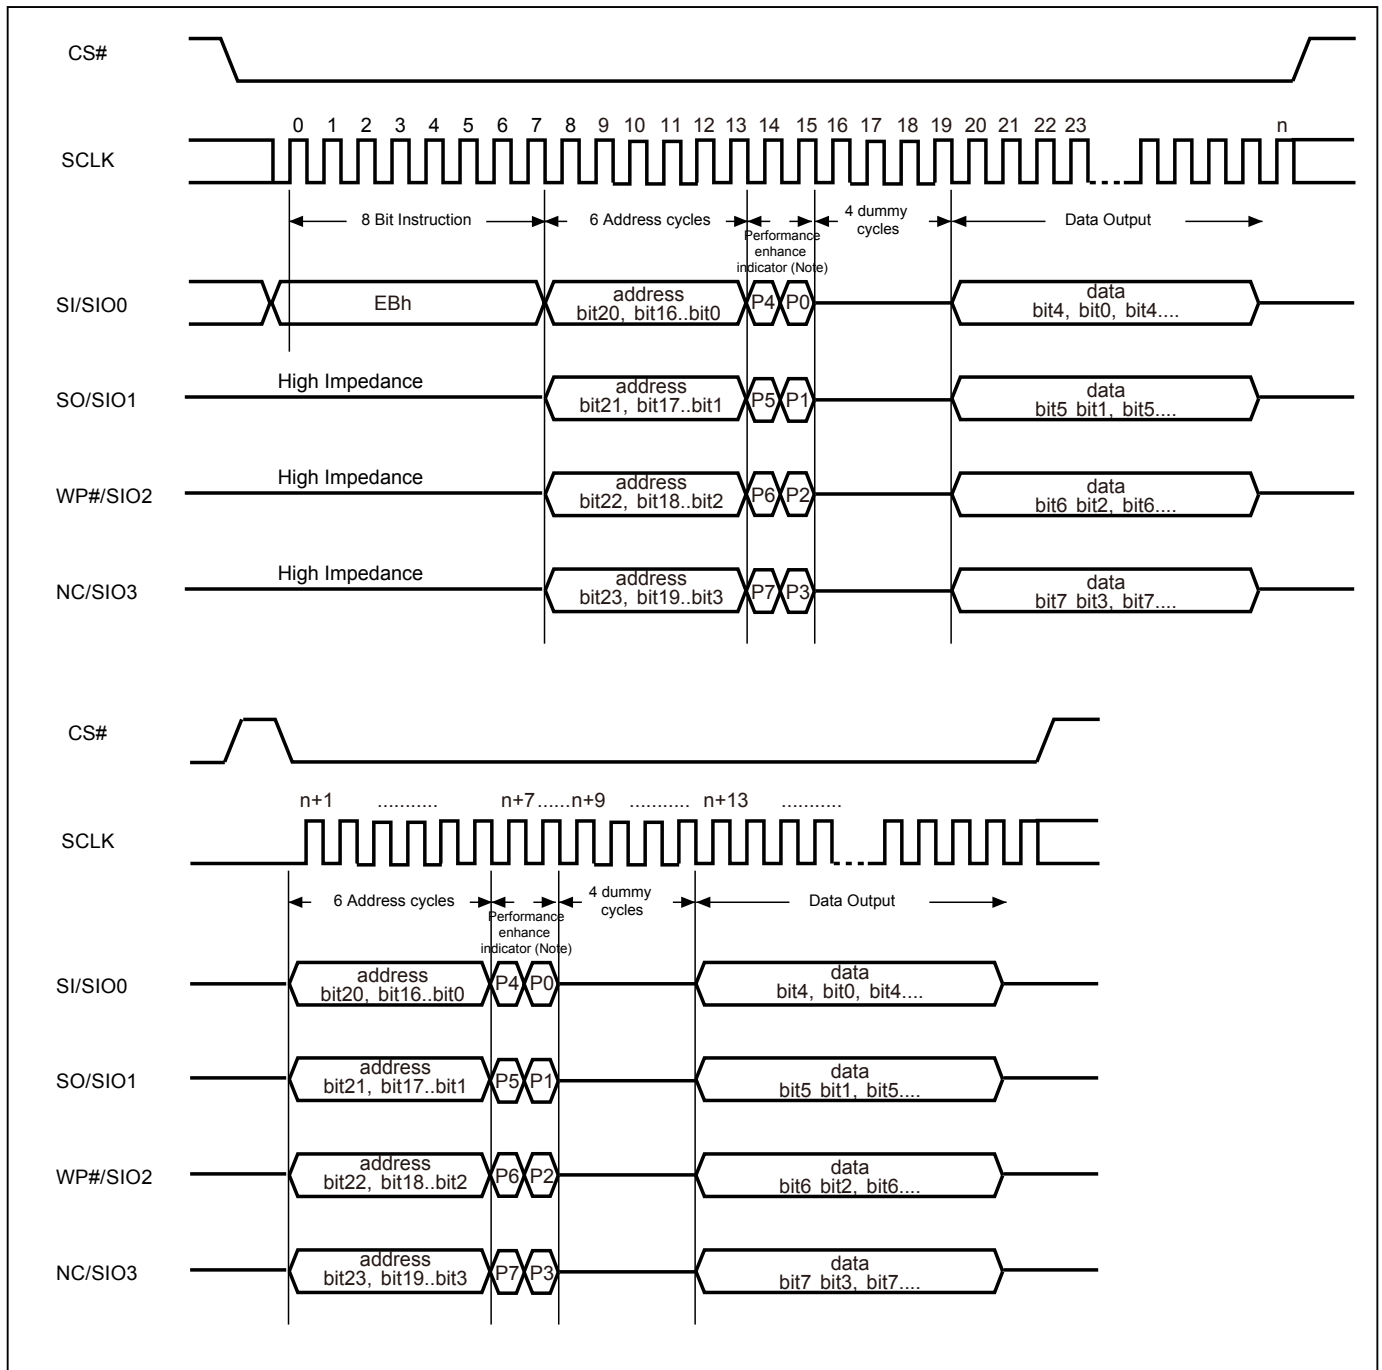 CS#
0 1 2 3 4 5 6 7 8 9 10 11 12 13 14 15 16 17 18 19 20 21 22 23 n
SCLK
8 Bit Instruction
6 Address cycles
Performance
enhance
indicator (Note)
4 dummy
cycles
Data Output
SI/SIO0
EBh
address
bit20, bit16..bit0
P4 P0
data
bit4, bit0, bit4....
SO/SIO1
High Impedance
address
bit21, bit17..bit1
P5 P1
data
bit5 bit1, bit5....
WP#/SIO2
High Impedance
address
bit22, bit18..bit2
P6 P2
data
bit6 bit2, bit6....
NC/SIO3
High Impedance
address
bit23, bit19..bit3
P7 P3
data
bit7 bit3, bit7....
CS#
n+1 ........... n+7......n+9 ........... n+13 ...........
SCLK
6 Address cycles
Performance
enhance
indicator (Note)
4 dummy
cycles
Data Output
SI/SIO0
address
bit20, bit16..bit0
P4 P0
data
bit4, bit0, bit4....
SO/SIO1
address
bit21, bit17..bit1
P5 P1
data
bit5 bit1, bit5....
WP#/SIO2
address
bit22, bit18..bit2
P6 P2
data
bit6 bit2, bit6....
NC/SIO3
address
bit23, bit19..bit3
P7 P3
data
bit7 bit3, bit7....